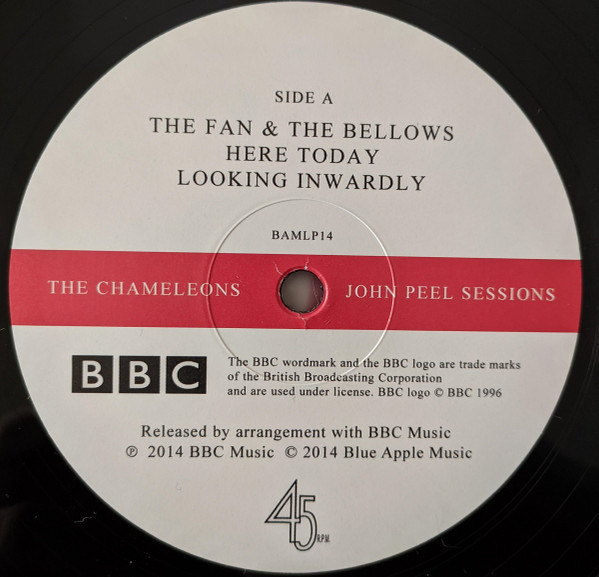 SIDE A
THE FAN & THE BELLOWS
HERE TODAY
LOOKING INWARDLY
BAMLP14
THE CHAMELEONS JOHN PEEL SESSIONS
BBC
The BBC wordmark and the BBC logo are trade marks
of the British Broadcasting Corporation
and are used under license. BBC logo © BBC 1996
Released by arrangement with BBC Music
℗ 2014 BBC Music © 2014 Blue Apple Music
45 RPM